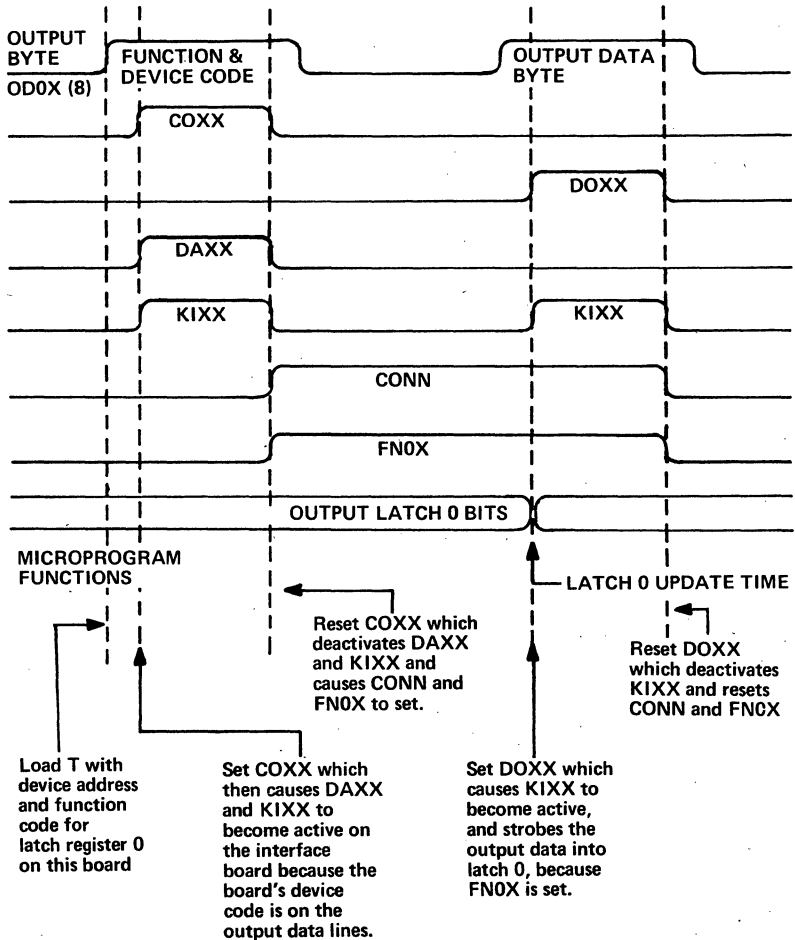 OUTPUT
BYTE
OD0X (8)
FUNCTION &
DEVICE CODE
OUTPUT DATA
BYTE
COXX
DOXX
DAXX
KIXX
KIXX
CONN
FN0X
OUTPUT LATCH 0 BITS
MICROPROGRAM
FUNCTIONS
LATCH 0 UPDATE TIME
Reset COXX which
deactivates DAXX
and KIXX and
causes CONN and
FN0X to set.
Reset DOXX
which deactivates
KIXX and resets
CONN and FN0X
Load T with
device address
and function
code for
latch register 0
on this board
Set COXX which
then causes DAXX
and KIXX to
become active on
the interface
board because the
board's device
code is on the
output data lines.
Set DOXX which
causes KIXX to
become active,
and strobes the
output data into
latch 0, because
FN0X is set.